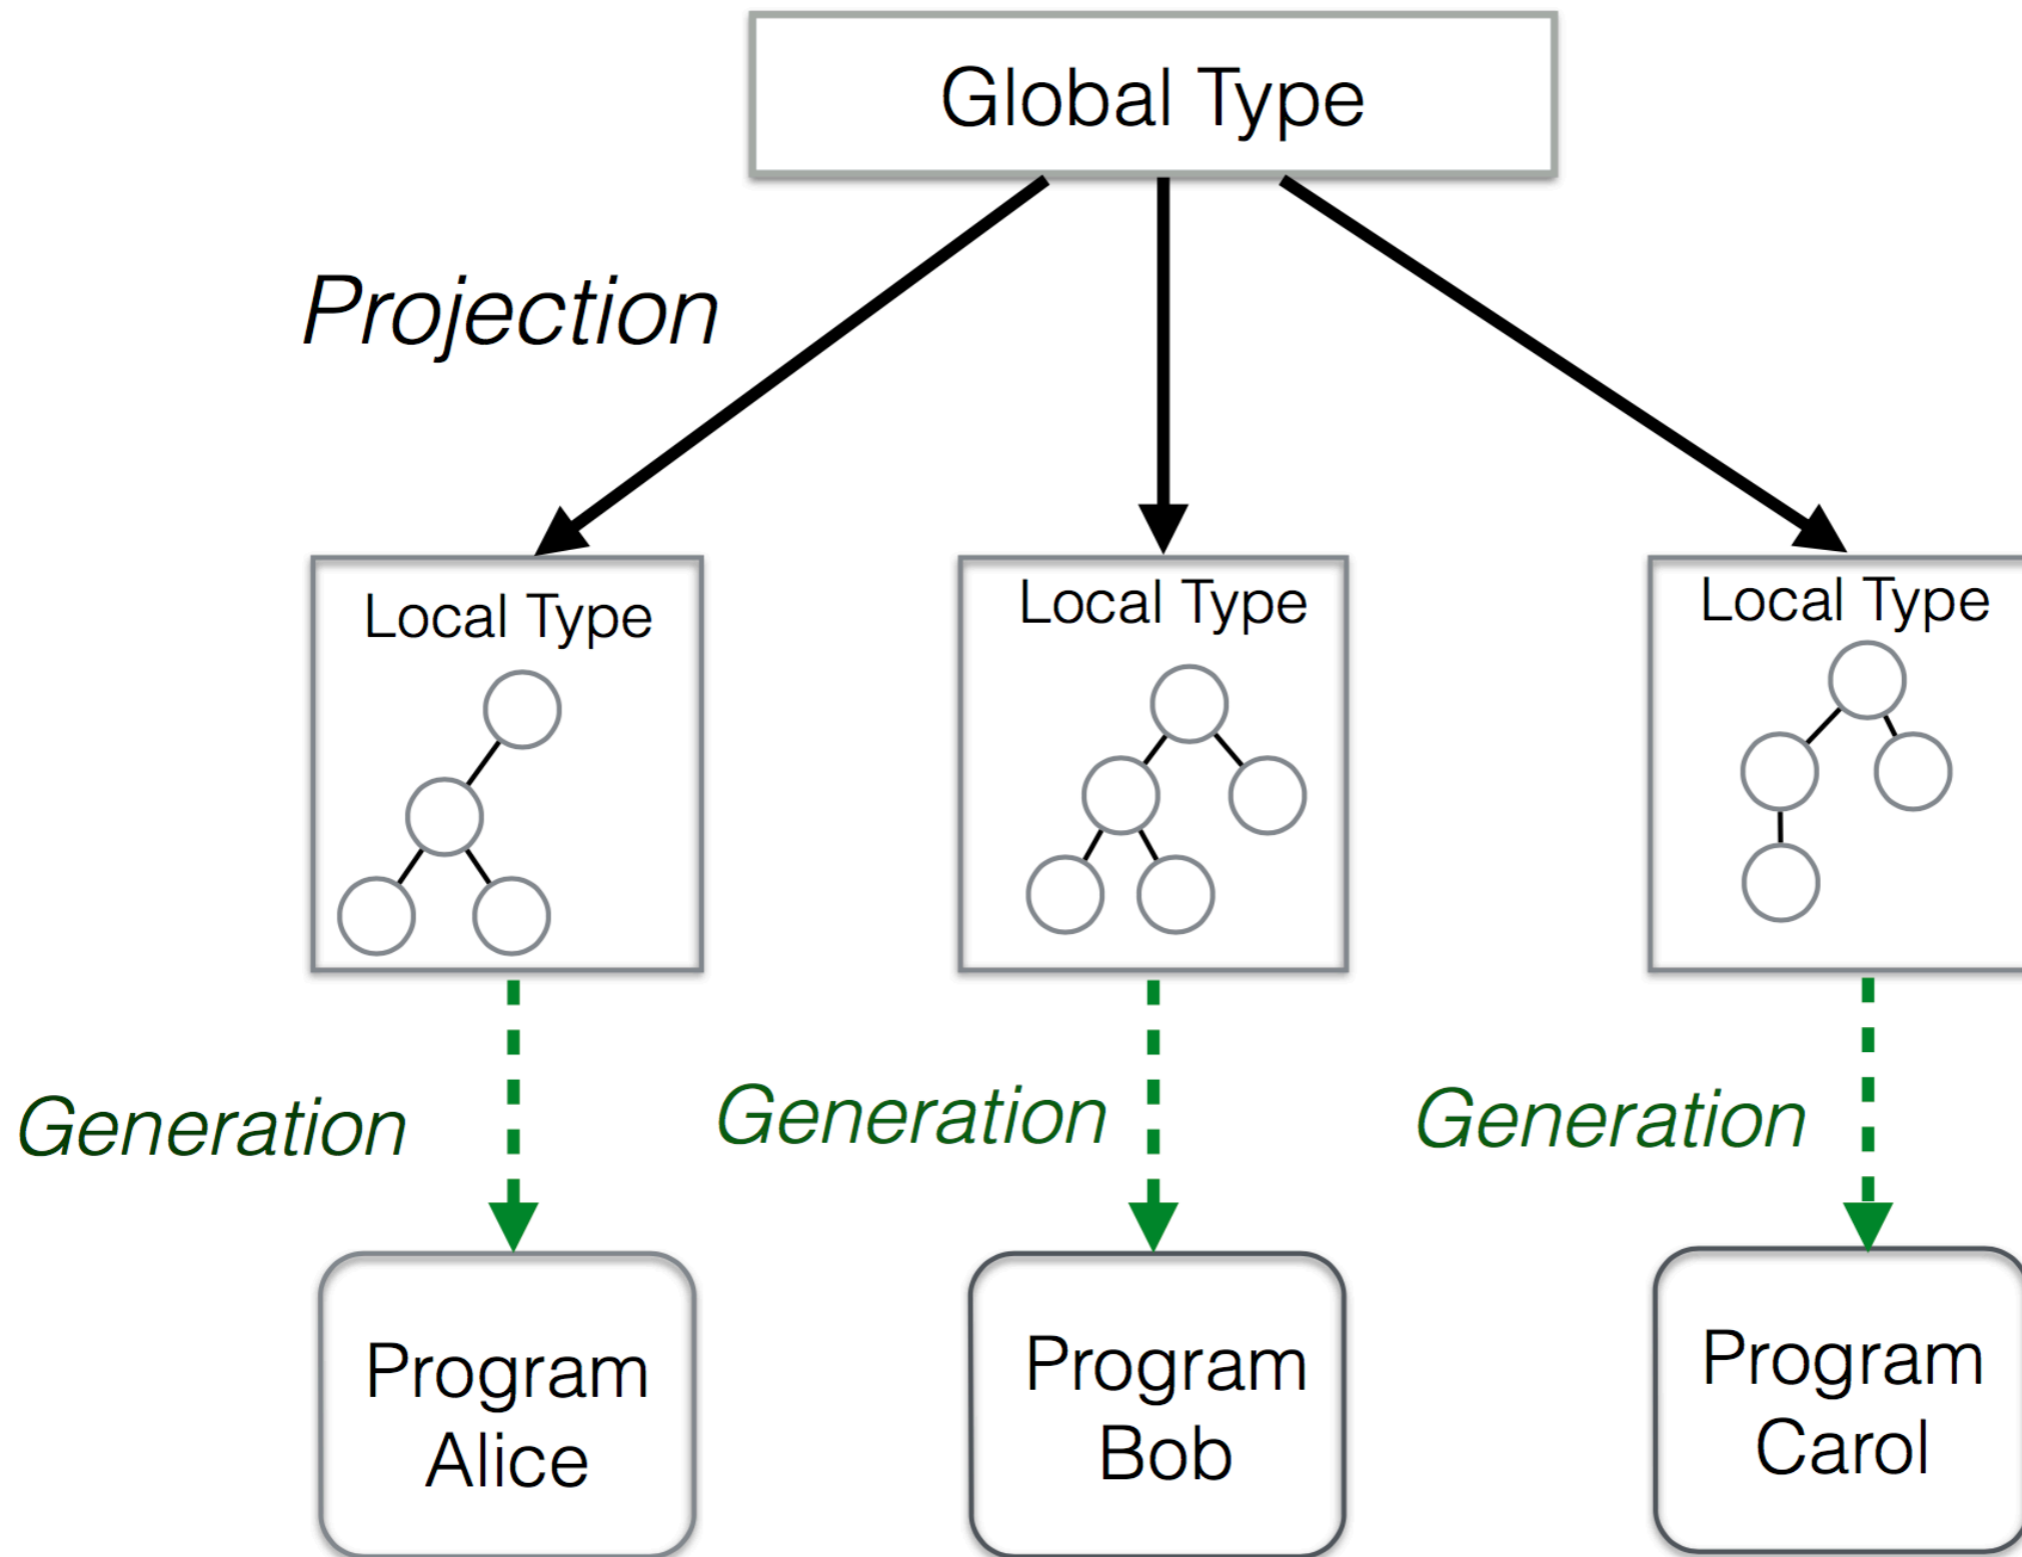 Global Type
Projection
Local Type
Local Type
Local Type
Generation
Generation
Generation
Program
Alice
Program
Bob
Program
Carol